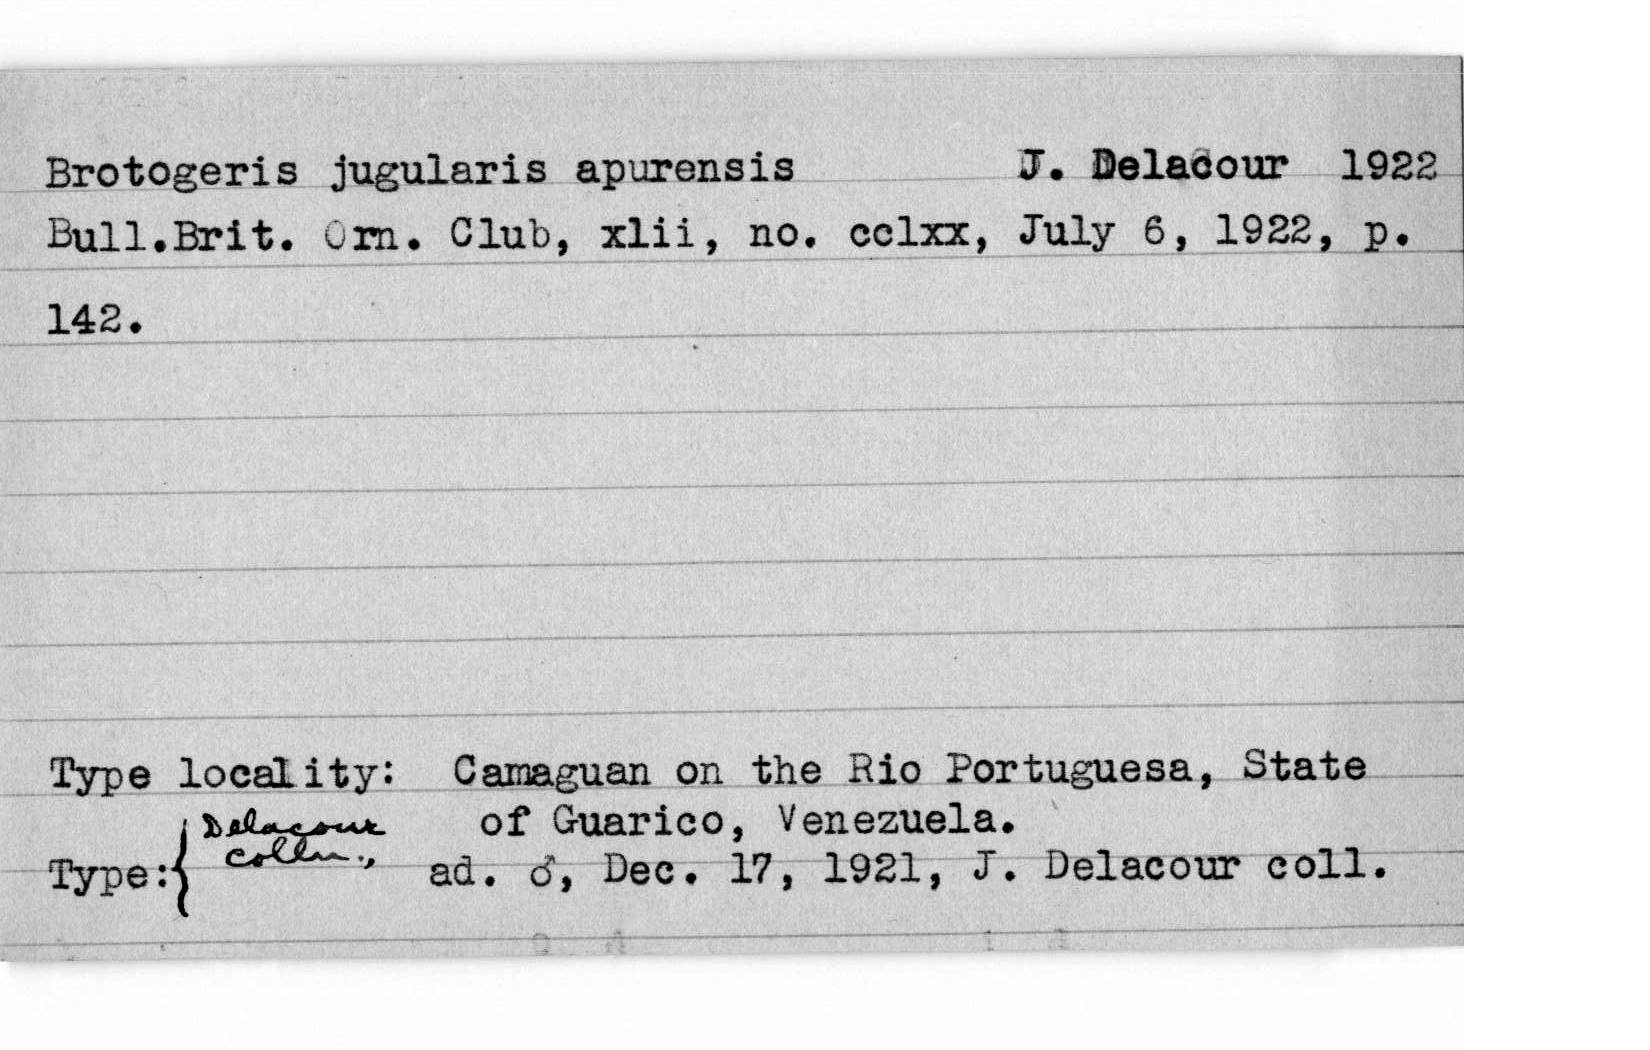 Brotogeris jugularis apurensis J. Delacour 1922
Bull.Brit. Orn. Club, xlii, no. cclxx, July 6, 1922, p.
142.
Type locality: Camaguan on the Rio Portuguesa, State
of Guarico, Venezuela.
Delacour
colln.,
Type:{ ad. ♂, Dec. 17, 1921, J. Delacour coll.